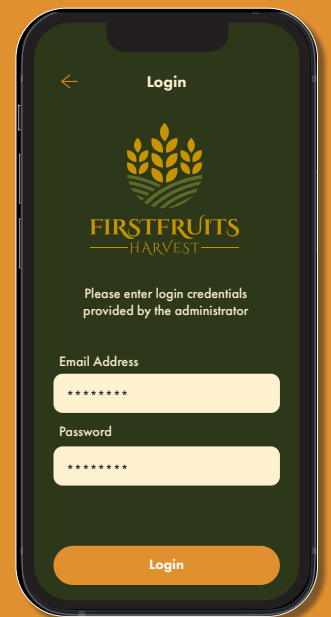 Login
FIRSTFRUITS
HARVEST
Please enter login credentials
provided by the administrator
Email Address
********
Password
********
Login